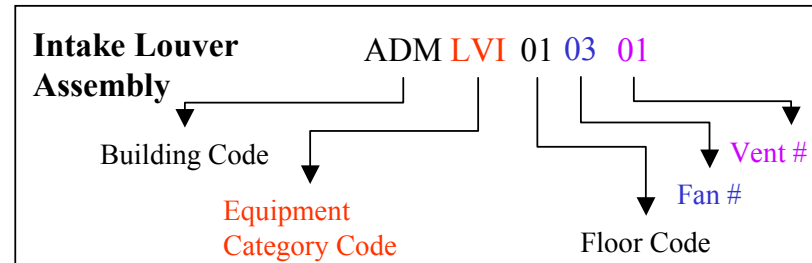 Intake Louver
Assembly
ADM LVI 01 03 01
Building Code
Vent #
Equipment
Category Code
Fan #
Floor Code